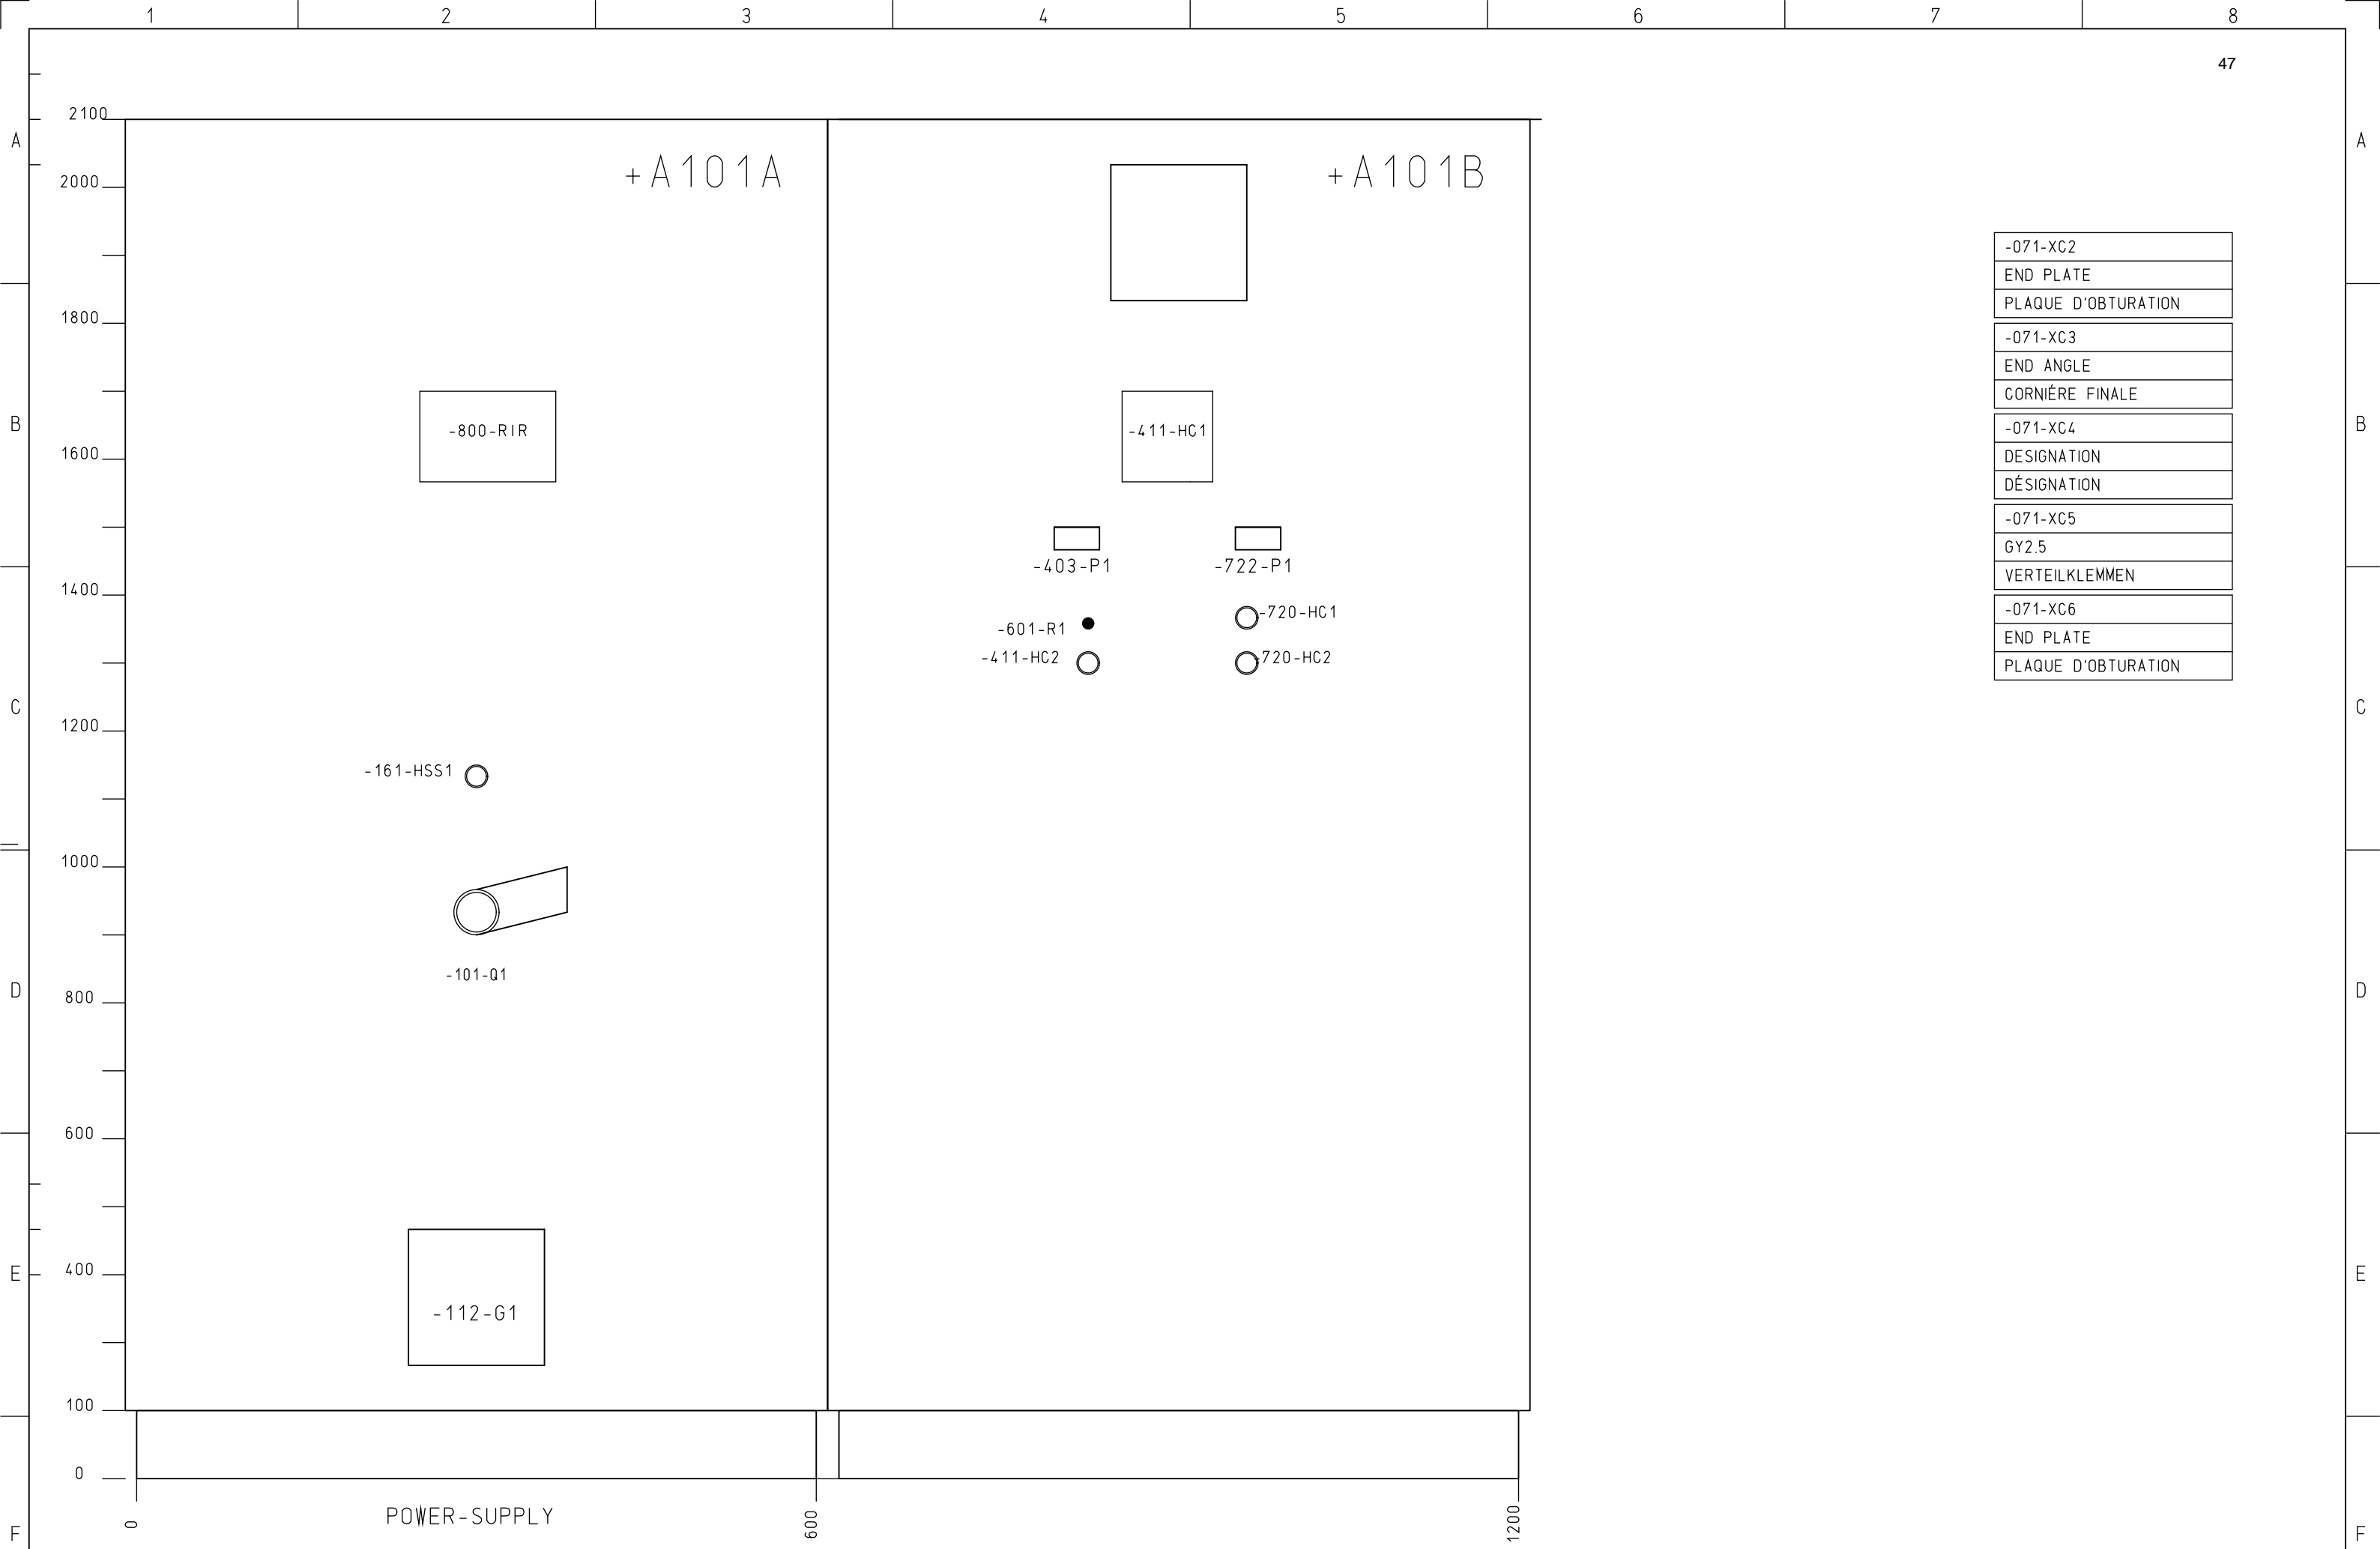 1 2 3 4 5 6 7 8
47
2100
A A
+A101A +A101B
2000
-071-XC2
END PLATE
PLAQUE D'OBTURATION
1800
-071-XC3
END ANGLE
CORNIÉRE FINALE
B B
-800-RIR -411-HC1
-071-XC4
1600
DESIGNATION
DÉSIGNATION
-071-XC5
GY2.5
VERTEILKLEMMEN
-403-P1 -722-P1
1400
-071-XC6
-720-HC1
-601-R1
END PLATE
-411-HC2 720-HC2
PLAQUE D'OBTURATION
C C
1200
-161-HSS1
1000
-101-Q1
D D
800
600
E E
400
-112-G1
100
0
POWER-SUPPLY
0 600 1200
F F